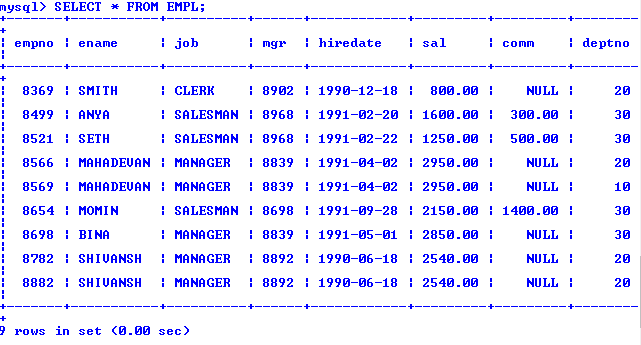 mysql> SELECT * FROM EMPL;
+-------+-----------+----------+------+------------+---------+---------+--------
+
| empno | ename | job | mgr | hiredate | sal | comm | deptno
|
+-------+-----------+----------+------+------------+---------+---------+--------
+
| 8369 | SMITH | CLERK | 8902 | 1990-12-18 | 800.00 | NULL | 20
|
| 8499 | ANYA | SALESMAN | 8968 | 1991-02-20 | 1600.00 | 300.00 | 30
|
| 8521 | SETH | SALESMAN | 8968 | 1991-02-22 | 1250.00 | 500.00 | 30
|
| 8566 | MAHADEVAN | MANAGER | 8839 | 1991-04-02 | 2950.00 | NULL | 20
|
| 8569 | MAHADEVAN | MANAGER | 8839 | 1991-04-02 | 2950.00 | NULL | 10
|
| 8654 | MOMIN | SALESMAN | 8698 | 1991-09-28 | 2150.00 | 1400.00 | 30
|
| 8698 | BINA | MANAGER | 8839 | 1991-05-01 | 2850.00 | NULL | 30
|
| 8782 | SHIVANSH | MANAGER | 8892 | 1990-06-18 | 2540.00 | NULL | 20
|
| 8882 | SHIVANSH | MANAGER | 8892 | 1990-06-18 | 2540.00 | NULL | 20
|
+-------+-----------+----------+------+------------+---------+---------+--------
+
9 rows in set (0.00 sec)